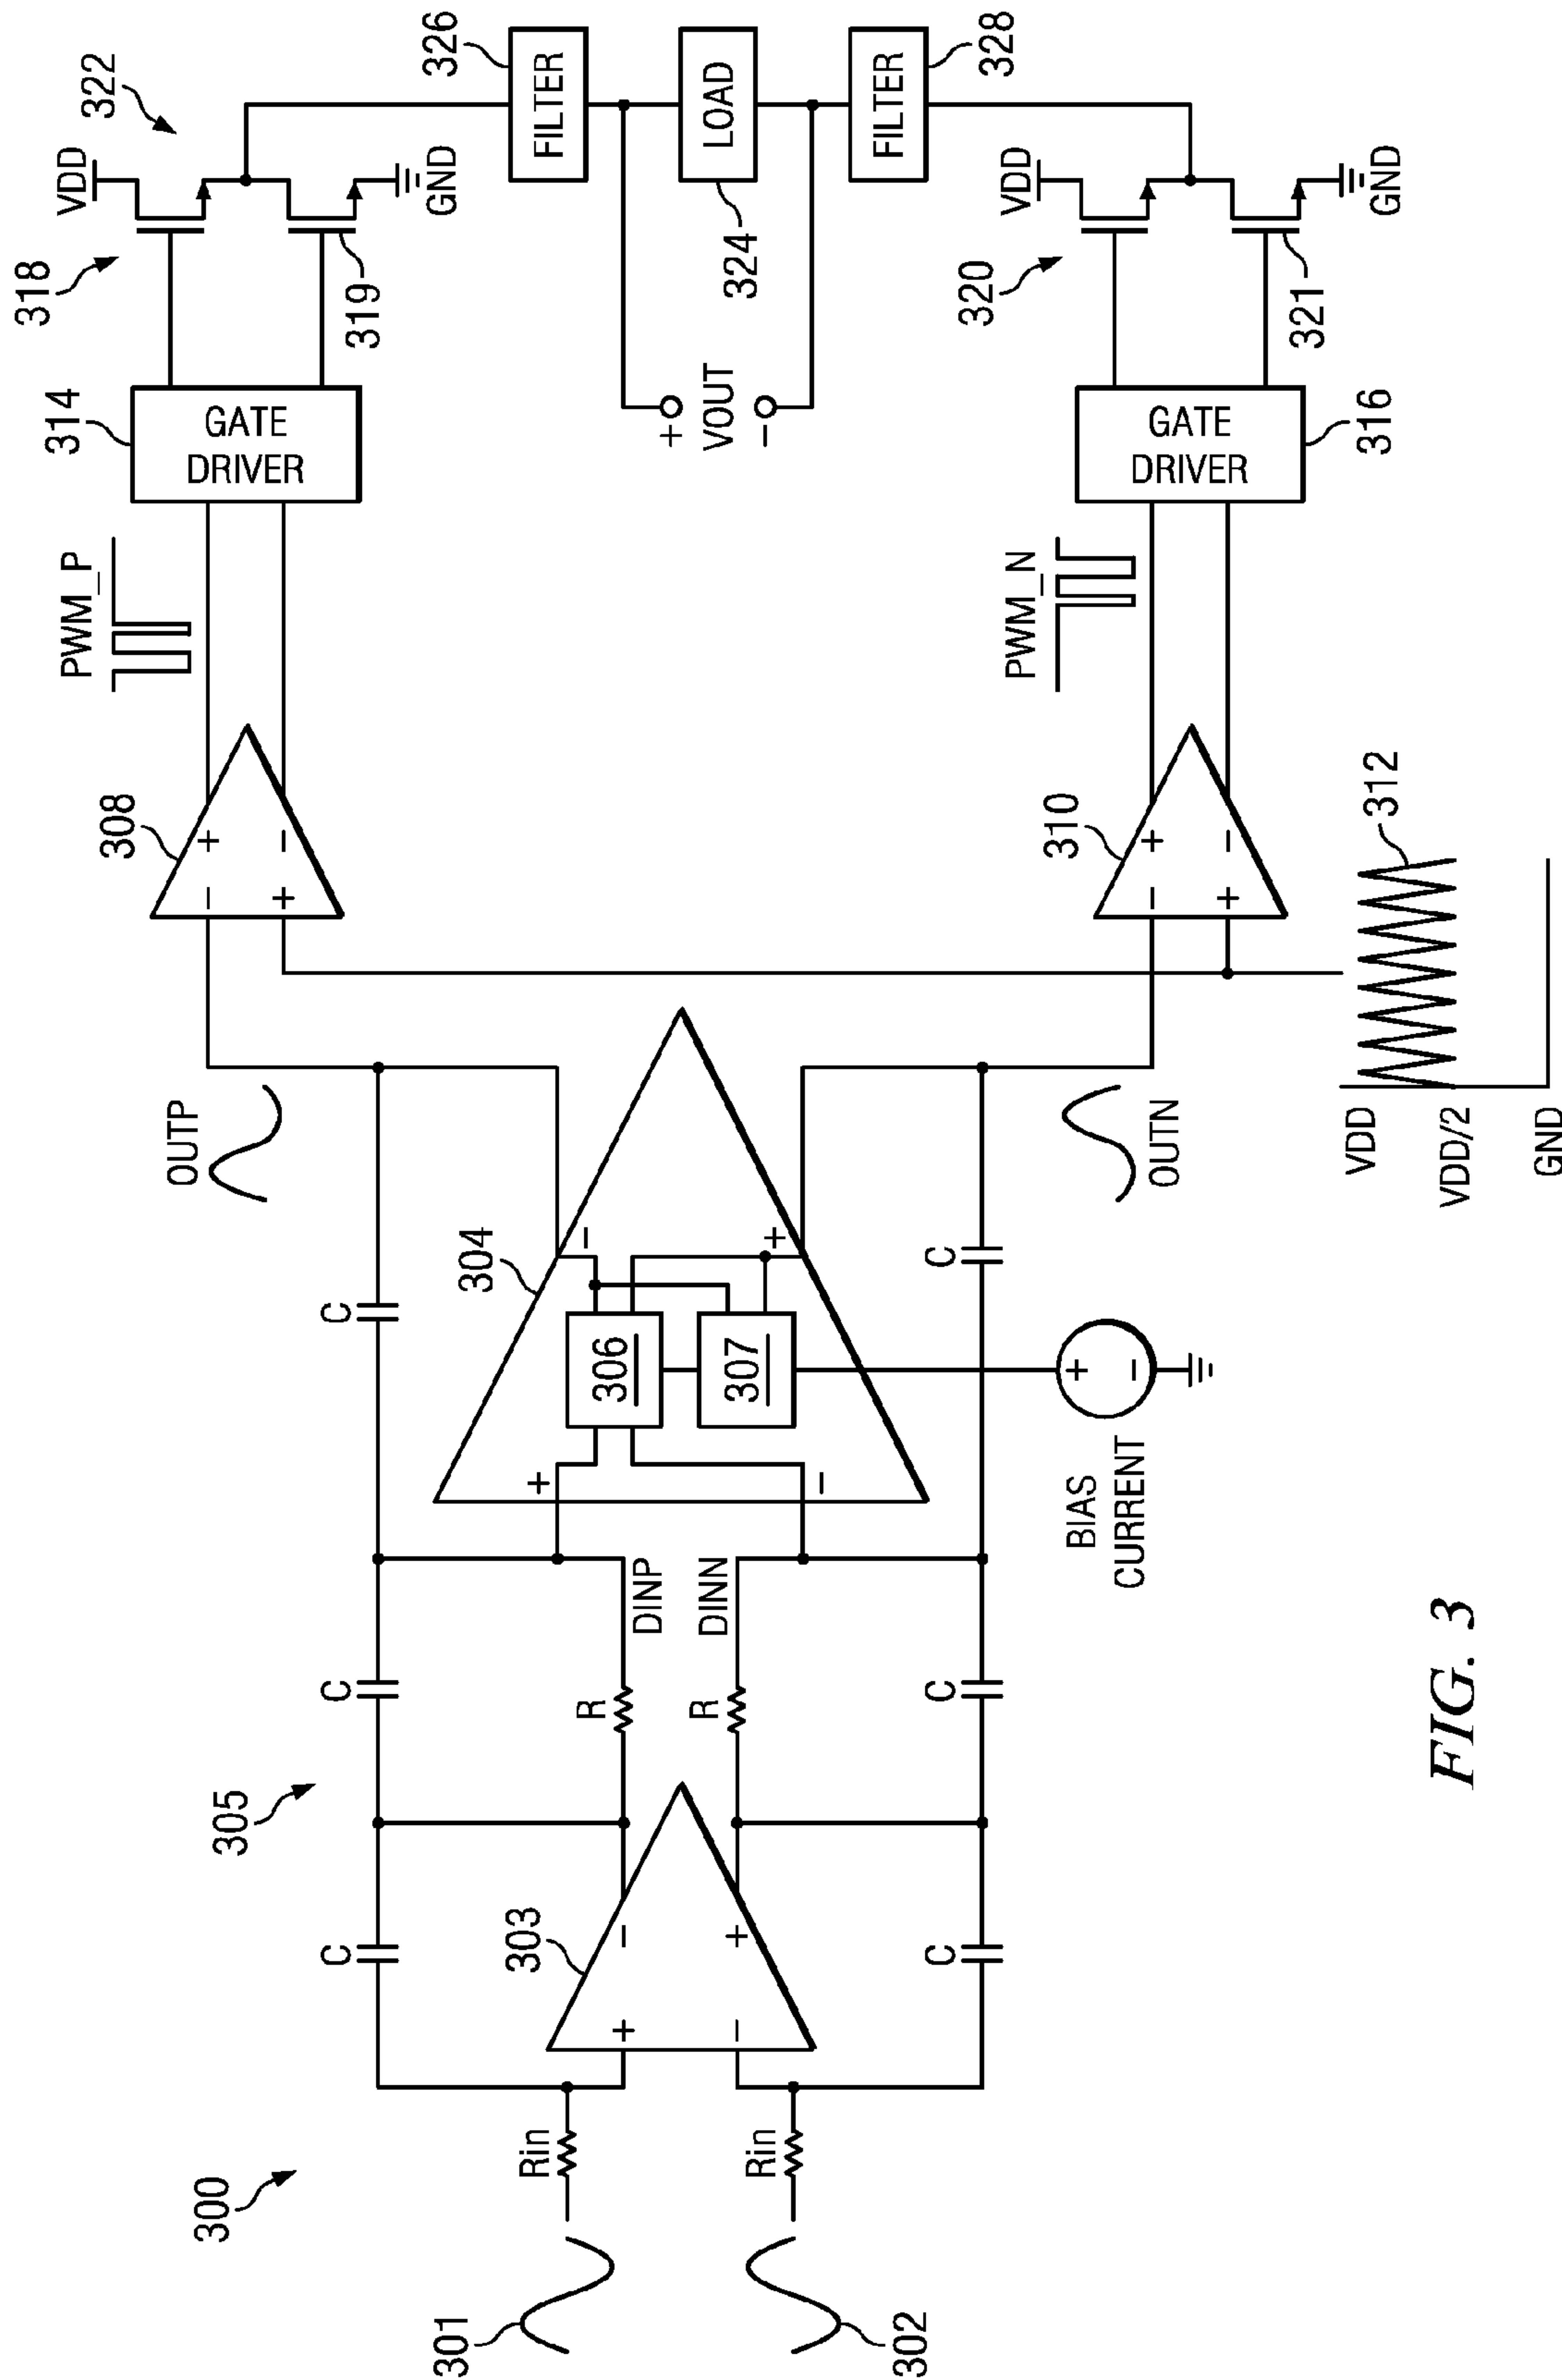 300
301
302
Rin
Rin
303
+
−
−
+
305
C
C
C
C
C
C
R
R
DINP
DINN
304
+
−
−
+
306
307
BIAS
CURRENT
+
−
OUTP
OUTN
308
−
+
+
−
310
−
+
+
−
312
VDD
VDD/2
GND
PWM_P
PWM_N
314
GATE
DRIVER
316
GATE
DRIVER
318
319
VDD
GND
322
320
321
VDD
GND
326
FILTER
LOAD
324
FILTER
328
+
VOUT
−
FIG. 3